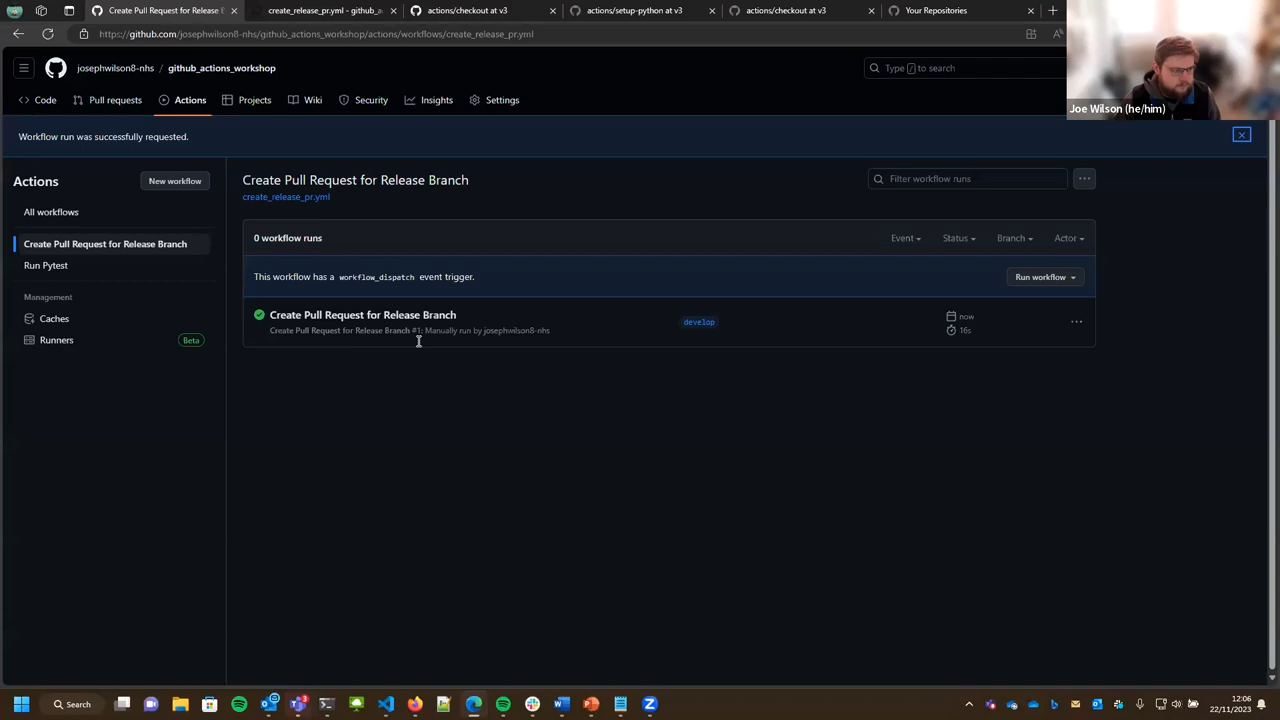 Create Pull Request for Release B
create_release_pr.yml - github_a
actions/checkout at v3
actions/setup-python at v3
actions/checkout at v3
Your Repositories
https://github.com/josephwilson8-nhs/github_actions_workshop/actions/workflows/create_release_pr.yml
josephwilson8-nhs / github_actions_workshop
Type / to search
Code
Pull requests
Actions
Projects
Wiki
Security
Insights
Settings
Joe Wilson (he/him)
Workflow run was successfully requested.
Actions
New workflow
All workflows
Create Pull Request for Release Branch
Run Pytest
Management
Caches
Runners
Beta
Create Pull Request for Release Branch
create_release_pr.yml
Filter workflow runs
0 workflow runs
Event
Status
Branch
Actor
This workflow has a workflow_dispatch event trigger.
Run workflow
Create Pull Request for Release Branch
Create Pull Request for Release Branch #1: Manually run by josephwilson8-nhs
develop
now
16s
Search
12:06
22/11/2023